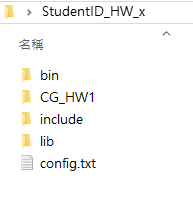 StudentID_HW_x
名稱
bin
CG_HW1
include
lib
config.txt